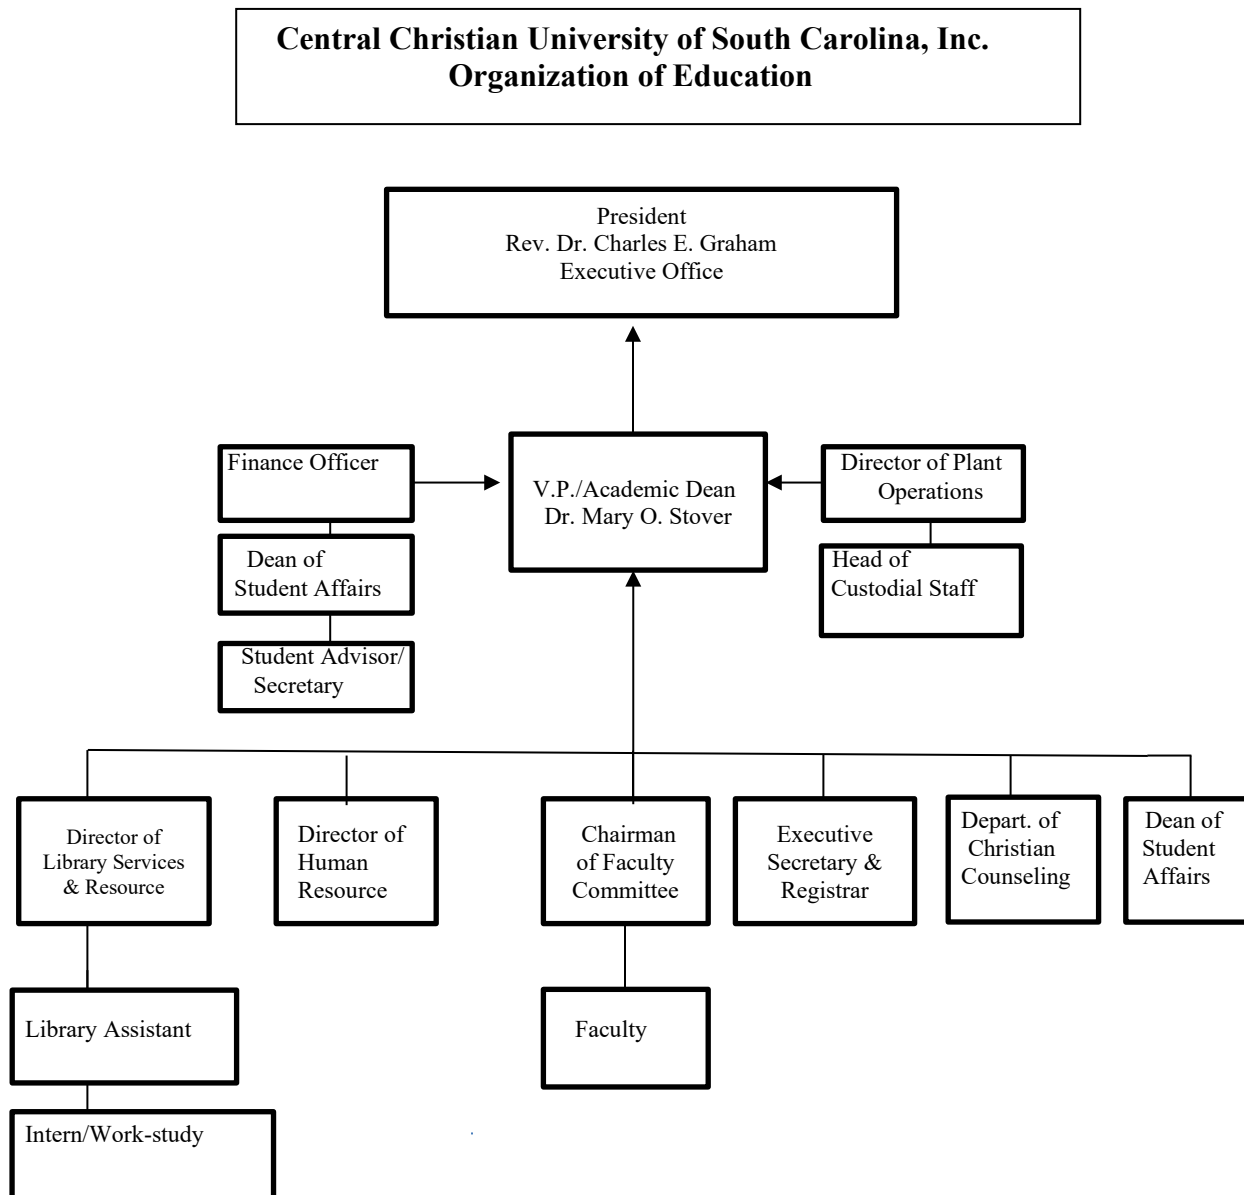 Central Christian University of South Carolina, Inc.
Organization of Education
President
Rev. Dr. Charles E. Graham
Executive Office
Finance Officer
V.P./Academic Dean
Dr. Mary O. Stover
Director of Plant
Operations
Dean of
Student Affairs
Head of
Custodial Staff
Student Advisor/
Secretary
Director of
Library Services
& Resource
Director of
Human
Resource
Chairman
of Faculty
Committee
Executive
Secretary &
Registrar
Depart. of
Christian
Counseling
Dean of
Student
Affairs
Library Assistant
Faculty
Intern/Work-study